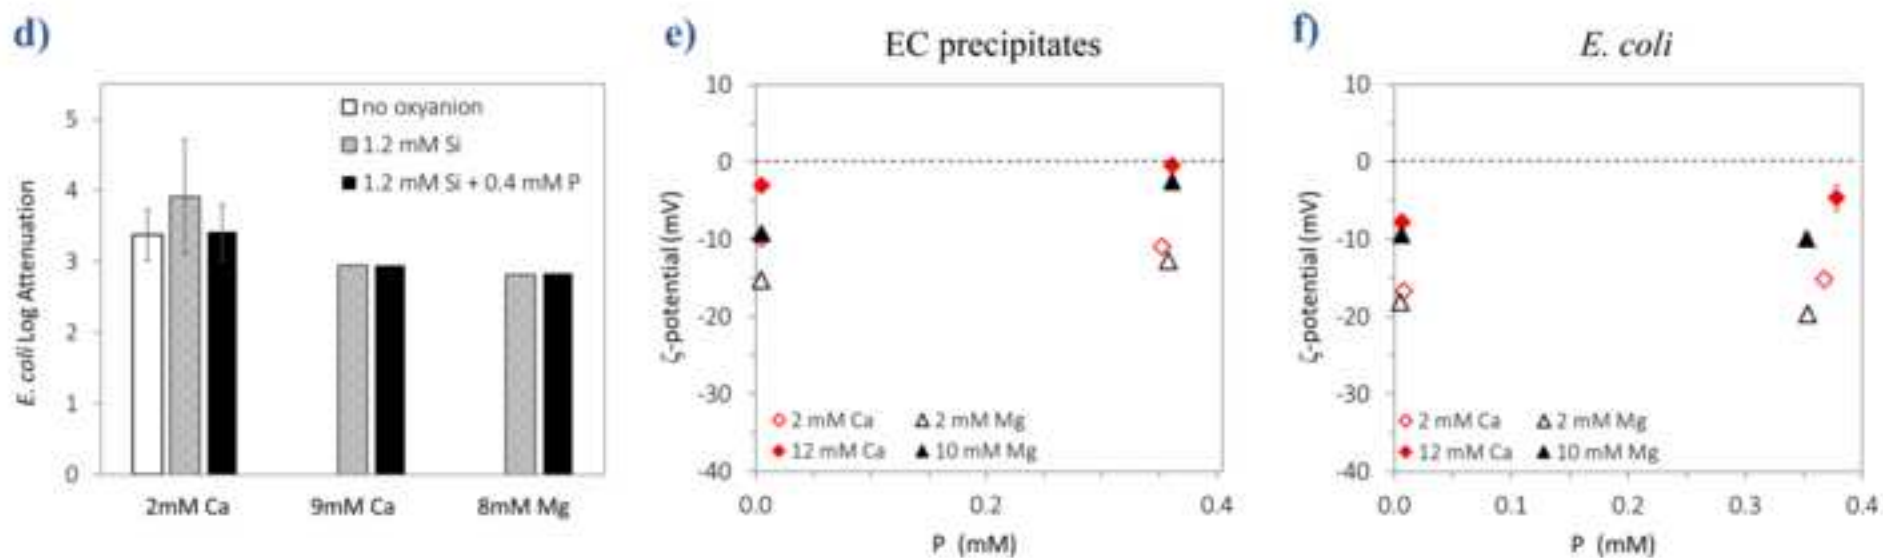 d)
5
4
3
2
1
0
E. coli Log Attenuation
no oxyanion
1.2 mM Si
1.2 mM Si + 0.4 mM P
2mM Ca
9mM Ca
8mM Mg
e)
EC precipitates
10
0
-10
-20
-30
-40
ζ-potential (mV)
2 mM Ca
2 mM Mg
12 mM Ca
10 mM Mg
0.0
0.2
0.4
P (mM)
f)
E. coli
10
0
-10
-20
-30
-40
ζ-potential (mV)
2 mM Ca
2 mM Mg
12 mM Ca
10 mM Mg
0.0
0.1
0.2
0.3
0.4
P (mM)